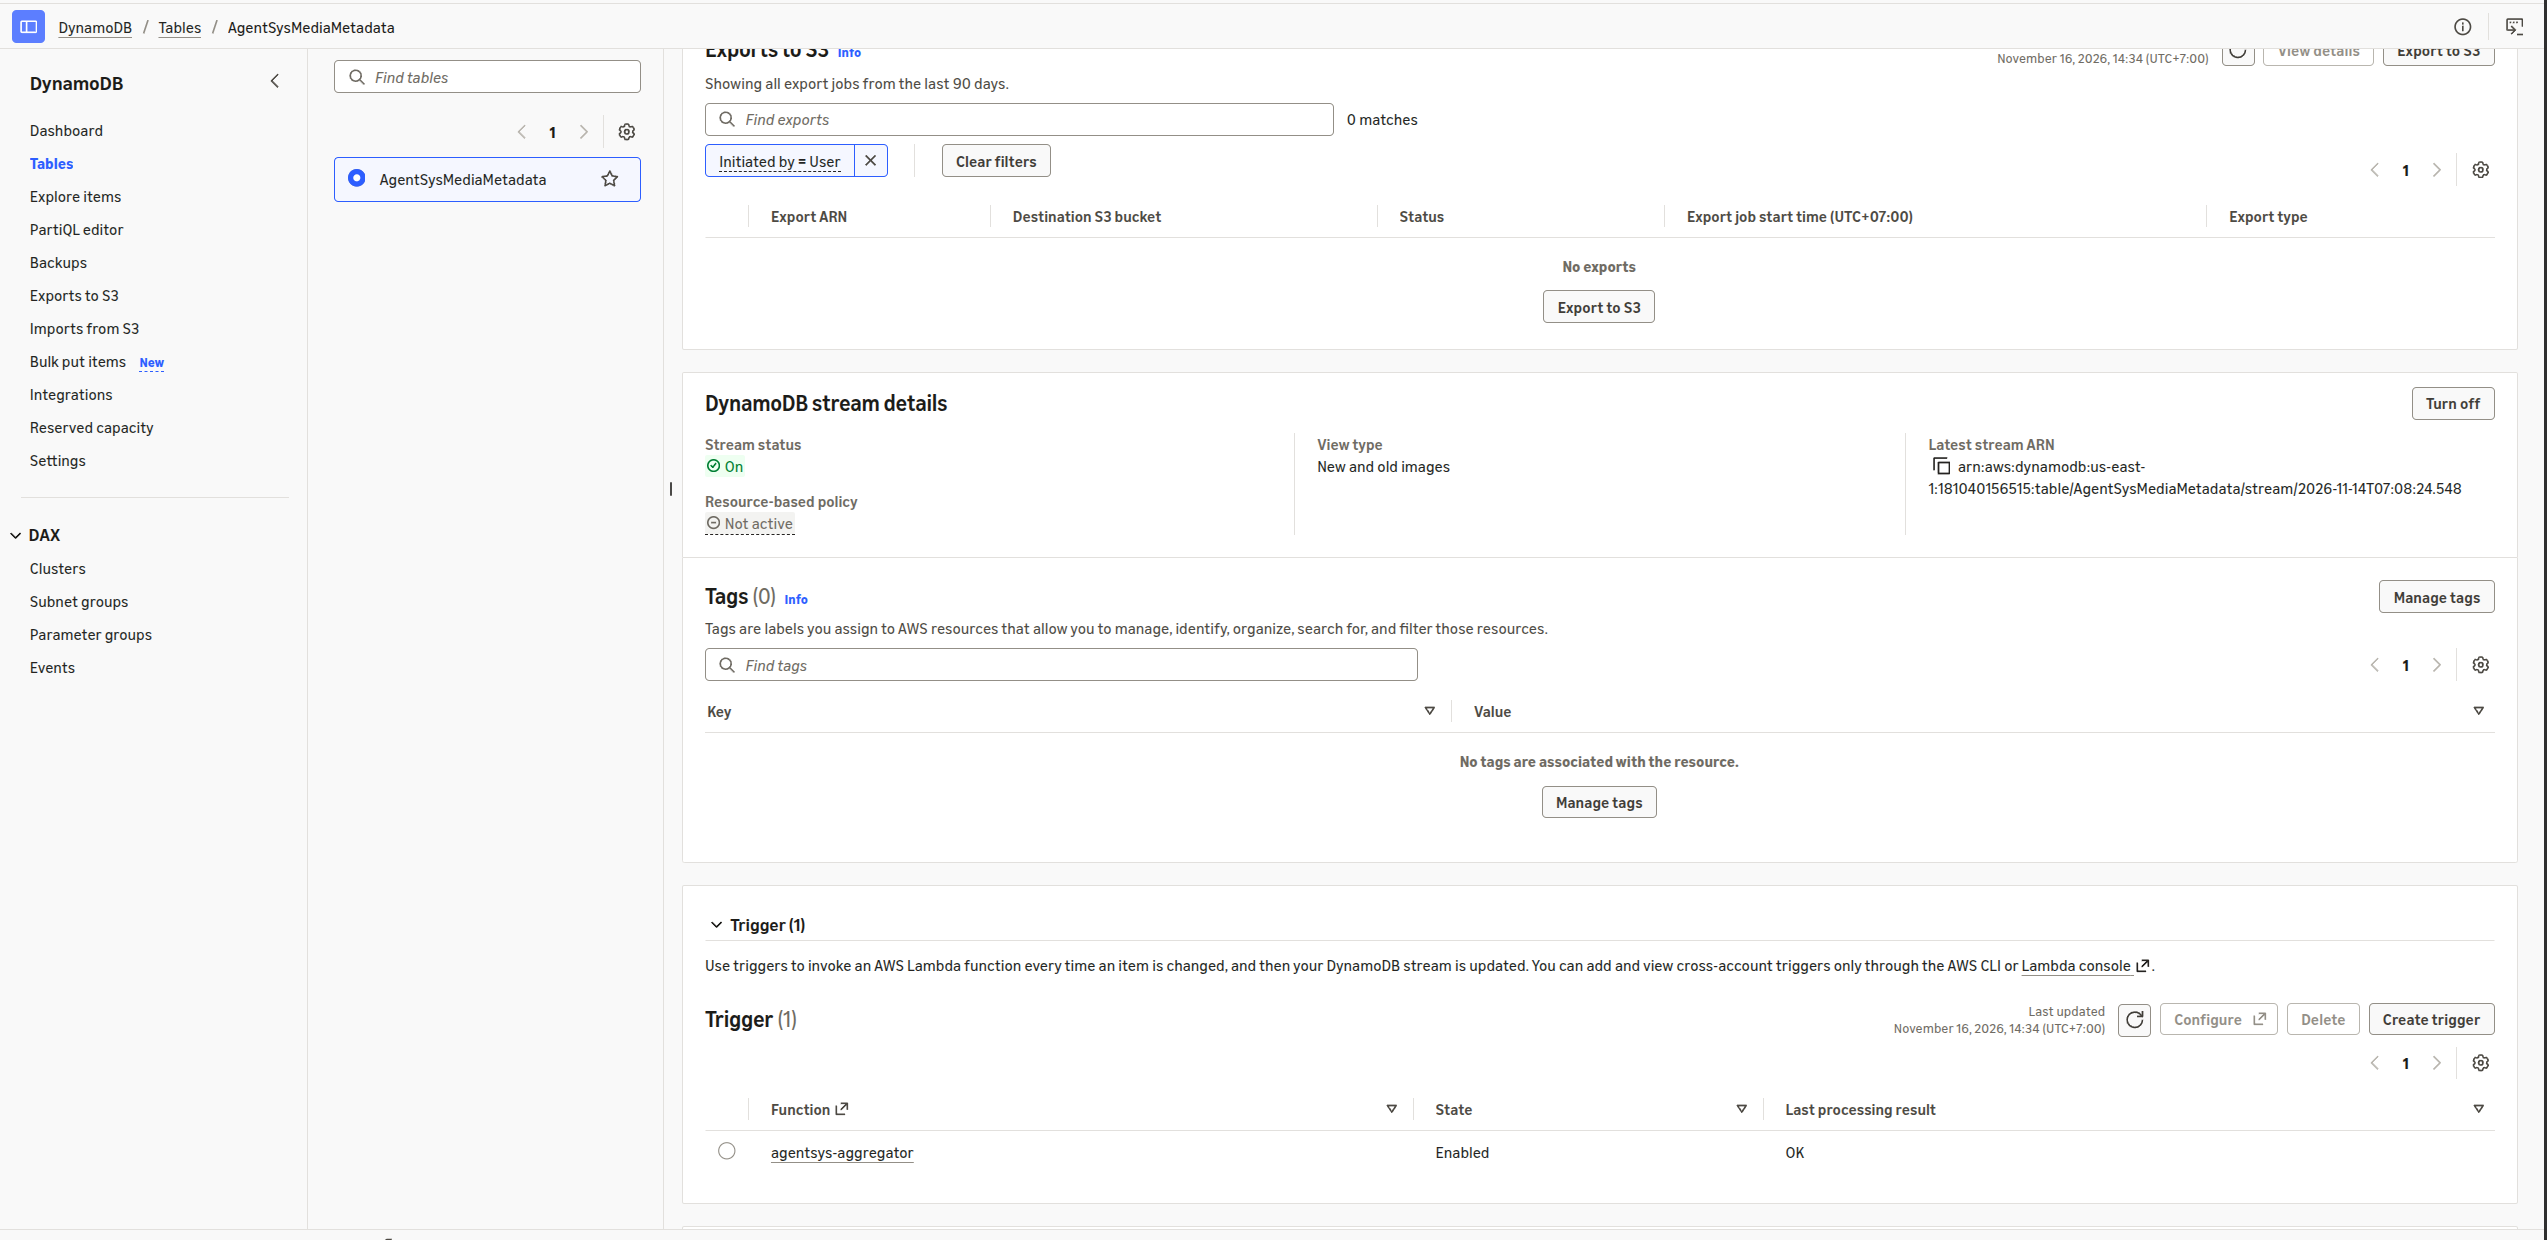 DynamoDB / Tables / AgentSysMediaMetadata
DynamoDB
Dashboard
Tables
Explore items
PartiQL editor
Backups
Exports to S3
Imports from S3
Bulk put items New
Integrations
Reserved capacity
Settings
DAX
Clusters
Subnet groups
Parameter groups
Events
Find tables
1
AgentSysMediaMetadata
Exports to S3 Info
November 16, 2026, 14:34 (UTC+7:00)
View details
Export to S3
Showing all export jobs from the last 90 days.
Find exports
0 matches
Initiated by = User
Clear filters
1
Export ARN Destination S3 bucket Status Export job start time (UTC+07:00) Export type
No exports
Export to S3
DynamoDB stream details
Turn off
Stream status
On
Resource-based policy
Not active
View type
New and old images
Latest stream ARN
arn:aws:dynamodb:us-east-
1:181040156515:table/AgentSysMediaMetadata/stream/2026-11-14T07:08:24.548
Tags (0) Info
Manage tags
Tags are labels you assign to AWS resources that allow you to manage, identify, organize, search for, and filter those resources.
Find tags
1
Key Value
No tags are associated with the resource.
Manage tags
Trigger (1)
Use triggers to invoke an AWS Lambda function every time an item is changed, and then your DynamoDB stream is updated. You can add and view cross-account triggers only through the AWS CLI or Lambda console.
Trigger (1)
Last updated
November 16, 2026, 14:34 (UTC+7:00)
Configure
Delete
Create trigger
1
Function State Last processing result
agentsys-aggregator Enabled OK